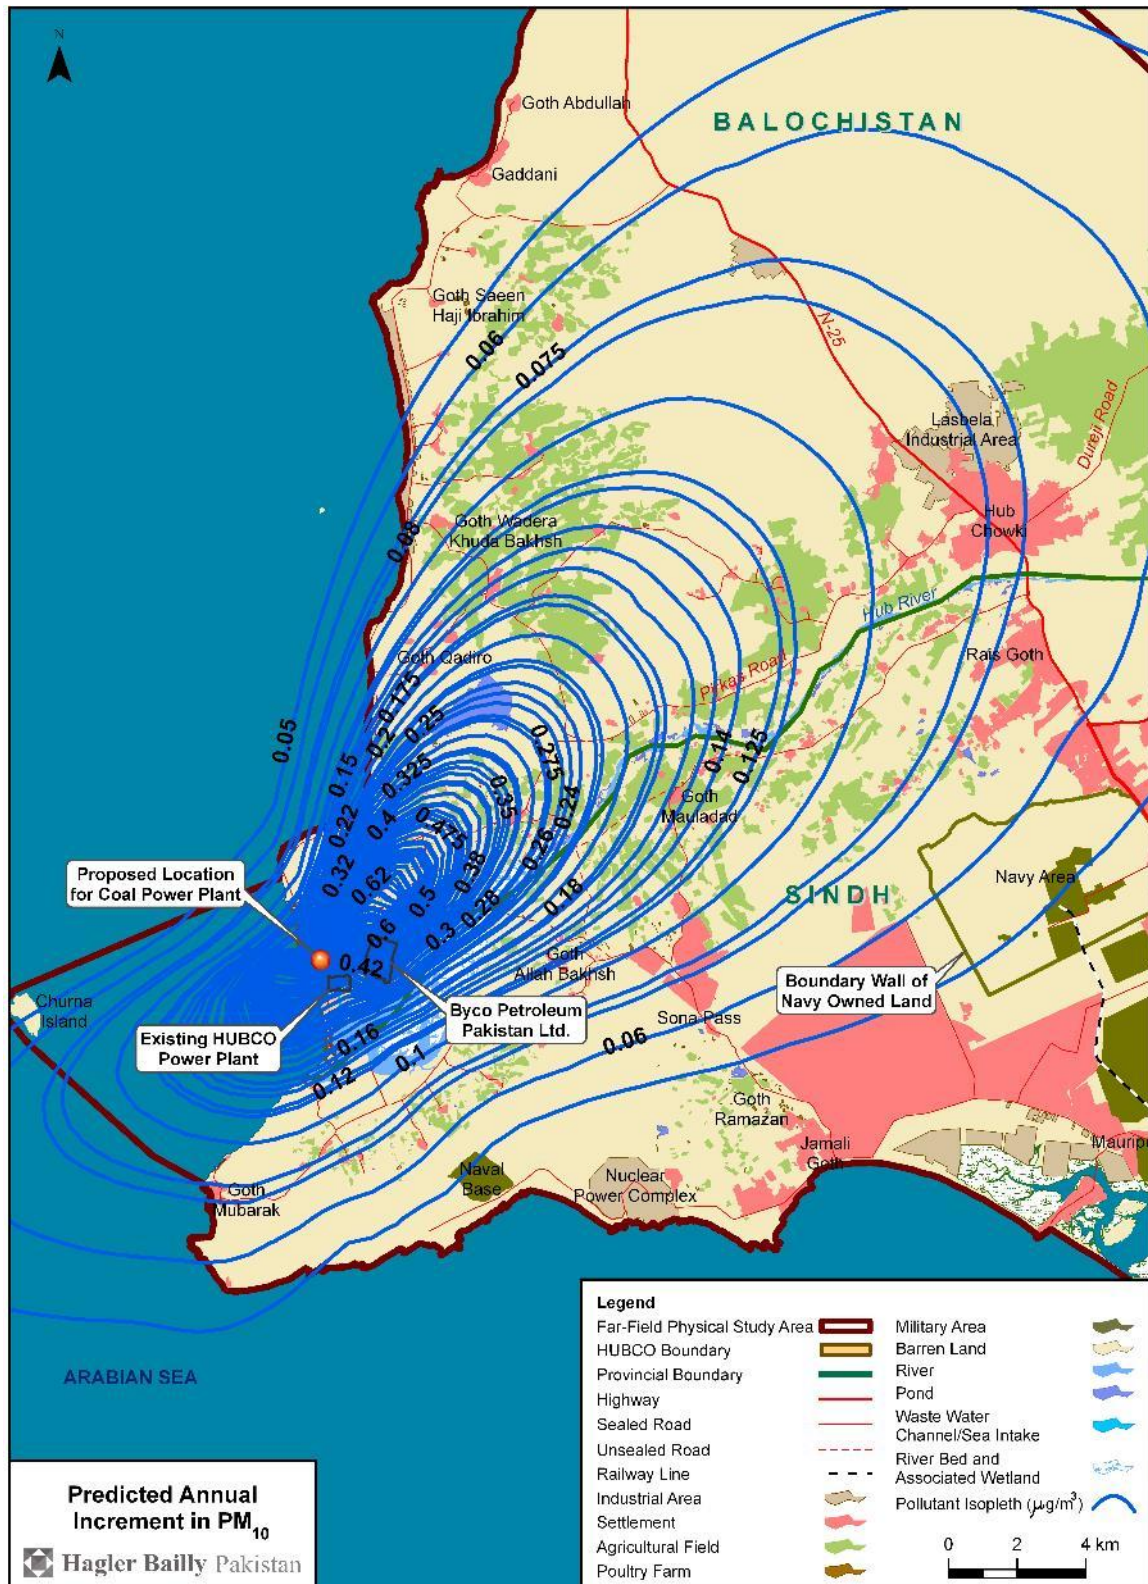 N
Goth Abdullah
BALOCHISTAN
Gaddani
Goth Saeen
Haji Ibrahim
N-25
0.06
0.075
Lasbela
Industrial Area
Dureji Road
Hub
Chowki
0.08
Goth Wadera
Khuda Bakhsh
Hub River
Goth Qadiro
Pirkas Road
Rais Goth
0.05
0.175
0.2
0.25
0.15
0.325
0.275
0.14
0.125
0.22
0.4
0.35
0.24
Goth
Mauladad
0.475
0.26
0.32
0.62
0.38
0.5
0.28
0.18
Navy Area
SINDH
Proposed Location
for Coal Power Plant
0.6
0.3
0.42
Goth
Allah Bakhsh
Boundary Wall of
Navy Owned Land
Churna
Island
Byco Petroleum
Pakistan Ltd.
Sona Pass
Existing HUBCO
Power Plant
0.16
0.1
0.06
0.12
Goth
Ramazan
Jamali
Goth
Mauripu
Naval
Base
Nuclear
Power Complex
Goth
Mubarak
ARABIAN SEA
Legend
Far-Field Physical Study Area
HUBCO Boundary
Provincial Boundary
Highway
Sealed Road
Unsealed Road
Railway Line
Industrial Area
Settlement
Agricultural Field
Poultry Farm
Military Area
Barren Land
River
Pond
Waste Water
Channel/Sea Intake
River Bed and
Associated Wetland
Pollutant Isopleth (µg/m³)
0 2 4 km
Predicted Annual
Increment in PM₁₀
Hagler Bailly Pakistan